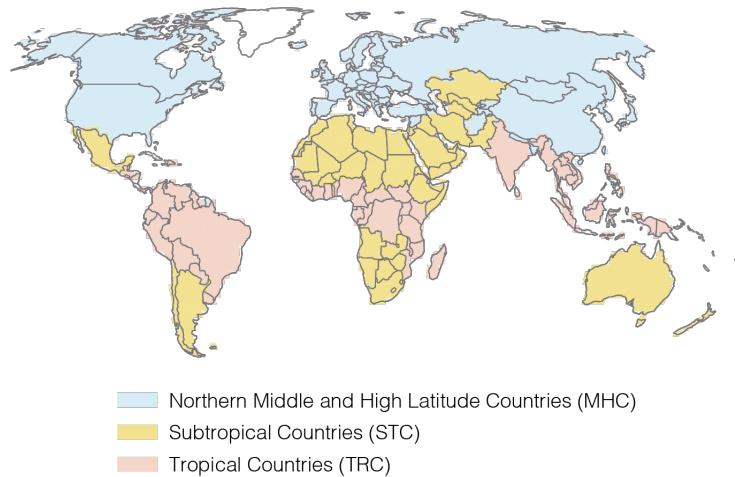 Northern Middle and High Latitude Countries (MHC)
Subtropical Countries (STC)
Tropical Countries (TRC)